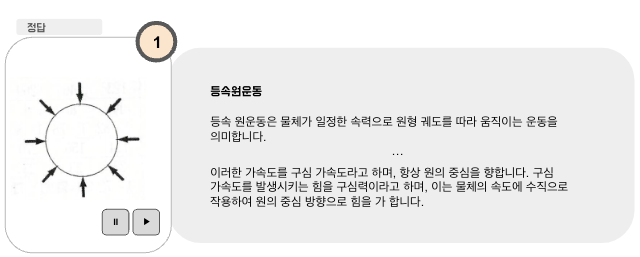 정답
1
등속원운동
등속 원운동은 물체가 일정한 속력으로 원형 궤도를 따라 움직이는 운동을
의미합니다.
...
이러한 가속도를 구심 가속도라고 하며, 항상 원의 중심을 향합니다. 구심
가속도를 발생시키는 힘을 구심력이라고 하며, 이는 물체의 속도에 수직으로
작용하여 원의 중심 방향으로 힘을 가 합니다.